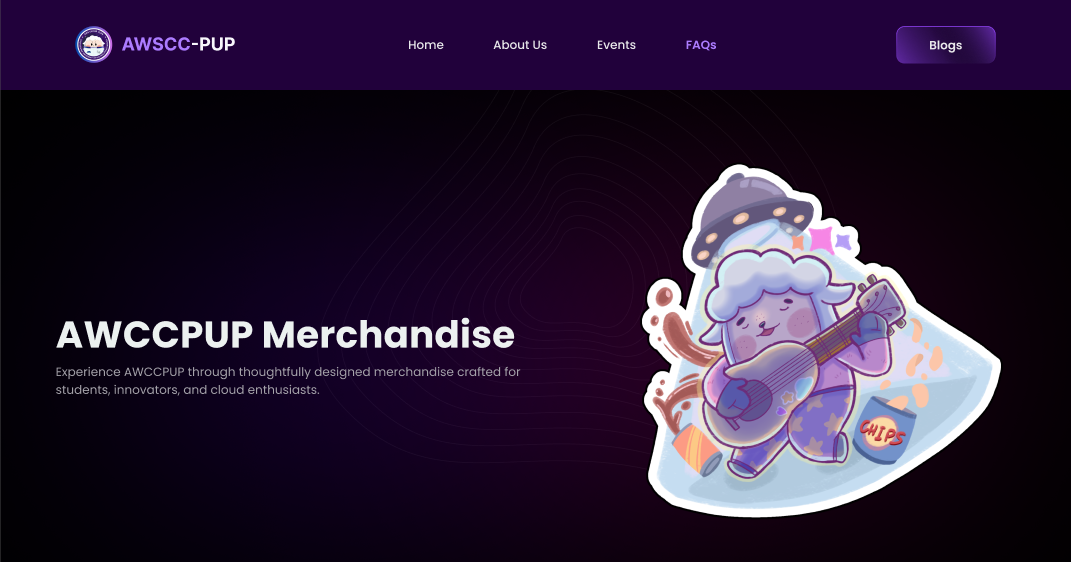 AWSCC-PUP
Home
About Us
Events
FAQs
Blogs
AWCCPUP Merchandise
Experience AWCCPUP through thoughtfully designed merchandise crafted for
students, innovators, and cloud enthusiasts.
CHIPS